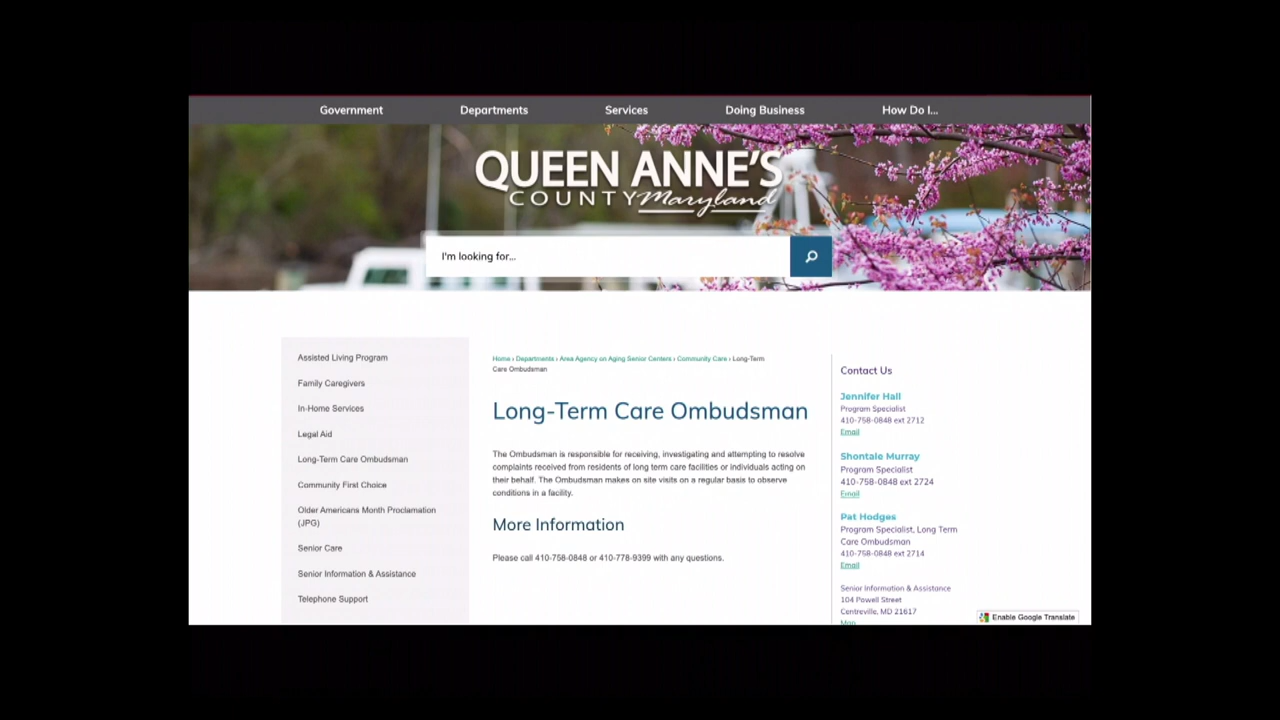 Government
Departments
Services
Doing Business
How Do I...
QUEEN ANNE'S
COUNTY Maryland
I'm looking for...
Assisted Living Program
Family Caregivers
In-Home Services
Legal Aid
Long-Term Care Ombudsman
Community First Choice
Older Americans Month Proclamation
(JPG)
Senior Care
Senior Information & Assistance
Telephone Support
Home › Departments › Area Agency on Aging Senior Centers › Community Care › Long-Term
Care Ombudsman
Long-Term Care Ombudsman
The Ombudsman is responsible for receiving, investigating and attempting to resolve
complaints received from residents of long term care facilities or individuals acting on
their behalf. The Ombudsman makes on site visits on a regular basis to observe
conditions in a facility.
More Information
Please call 410-758-0848 or 410-778-9399 with any questions.
Contact Us
Jennifer Hall
Program Specialist
410-758-0848 ext 2712
Email
Shontale Murray
Program Specialist
410-758-0848 ext 2724
Email
Pat Hodges
Program Specialist, Long Term
Care Ombudsman
410-758-0848 ext 2714
Email
Senior Information & Assistance
104 Powell Street
Centreville, MD 21617
Map
Enable Google Translate